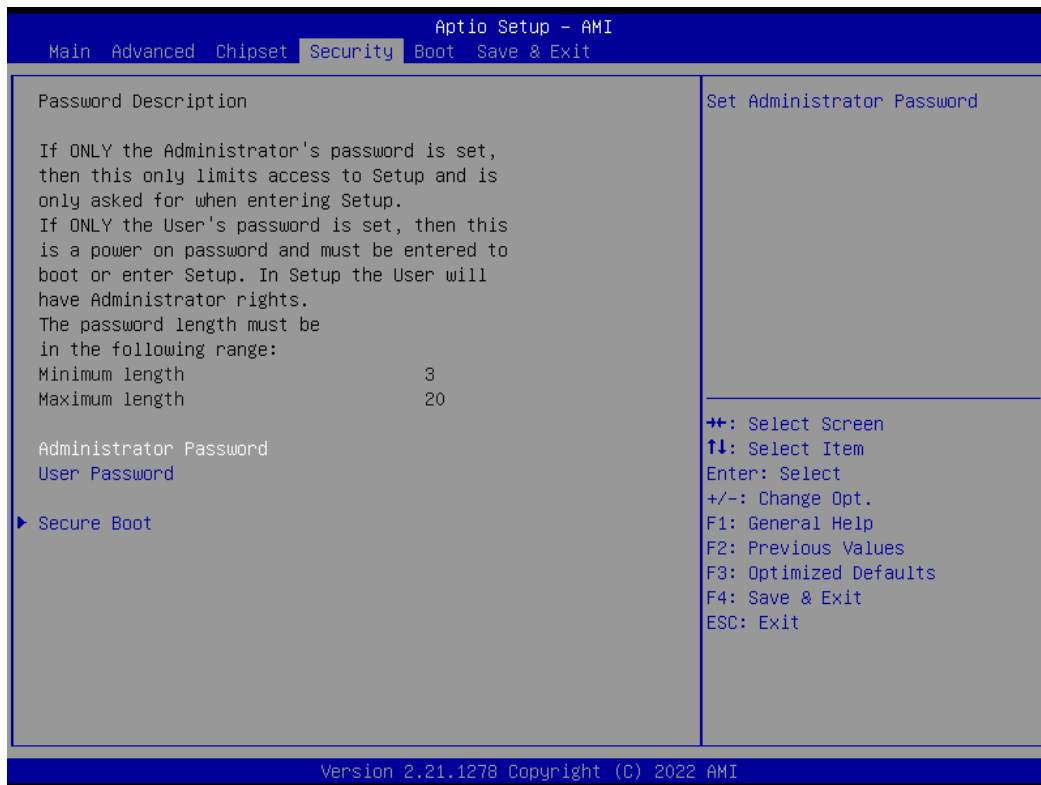 Aptio Setup – AMI
Main Advanced Chipset Security Boot Save & Exit
Password Description
If ONLY the Administrator's password is set,
then this only limits access to Setup and is
only asked for when entering Setup.
If ONLY the User's password is set, then this
is a power on password and must be entered to
boot or enter Setup. In Setup the User will
have Administrator rights.
The password length must be
in the following range:
Minimum length 3
Maximum length 20
Administrator Password
User Password
Secure Boot
Set Administrator Password
→←: Select Screen
↑↓: Select Item
Enter: Select
+/-: Change Opt.
F1: General Help
F2: Previous Values
F3: Optimized Defaults
F4: Save & Exit
ESC: Exit
Version 2.21.1278 Copyright (C) 2022 AMI